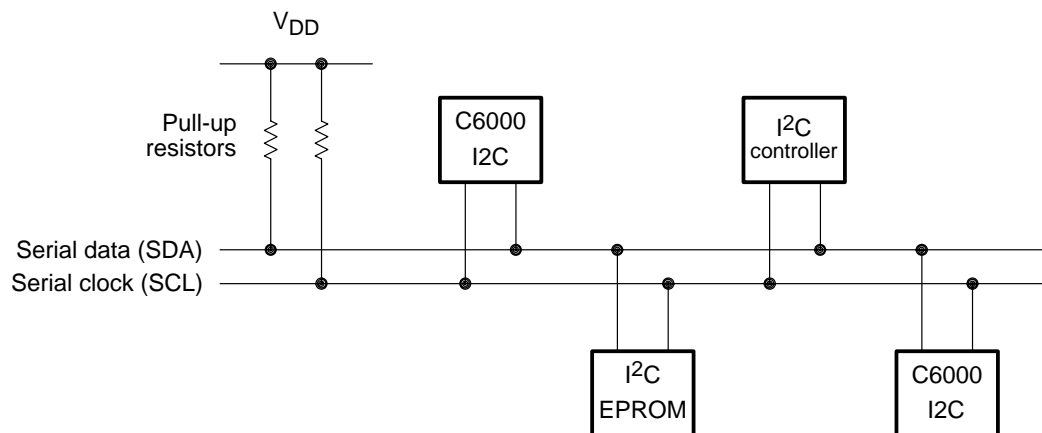 VDD
Pull-up
resistors
C6000
I2C
I2C
controller
Serial data (SDA)
Serial clock (SCL)
I2C
EPROM
C6000
I2C